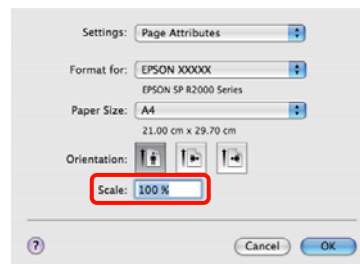 Settings: Page Attributes
Format for: EPSON XXXXX
EPSON SP R2000 Series
Paper Size: A4
21.00 cm x 29.70 cm
Orientation:
Scale: 100 %
? Cancel OK